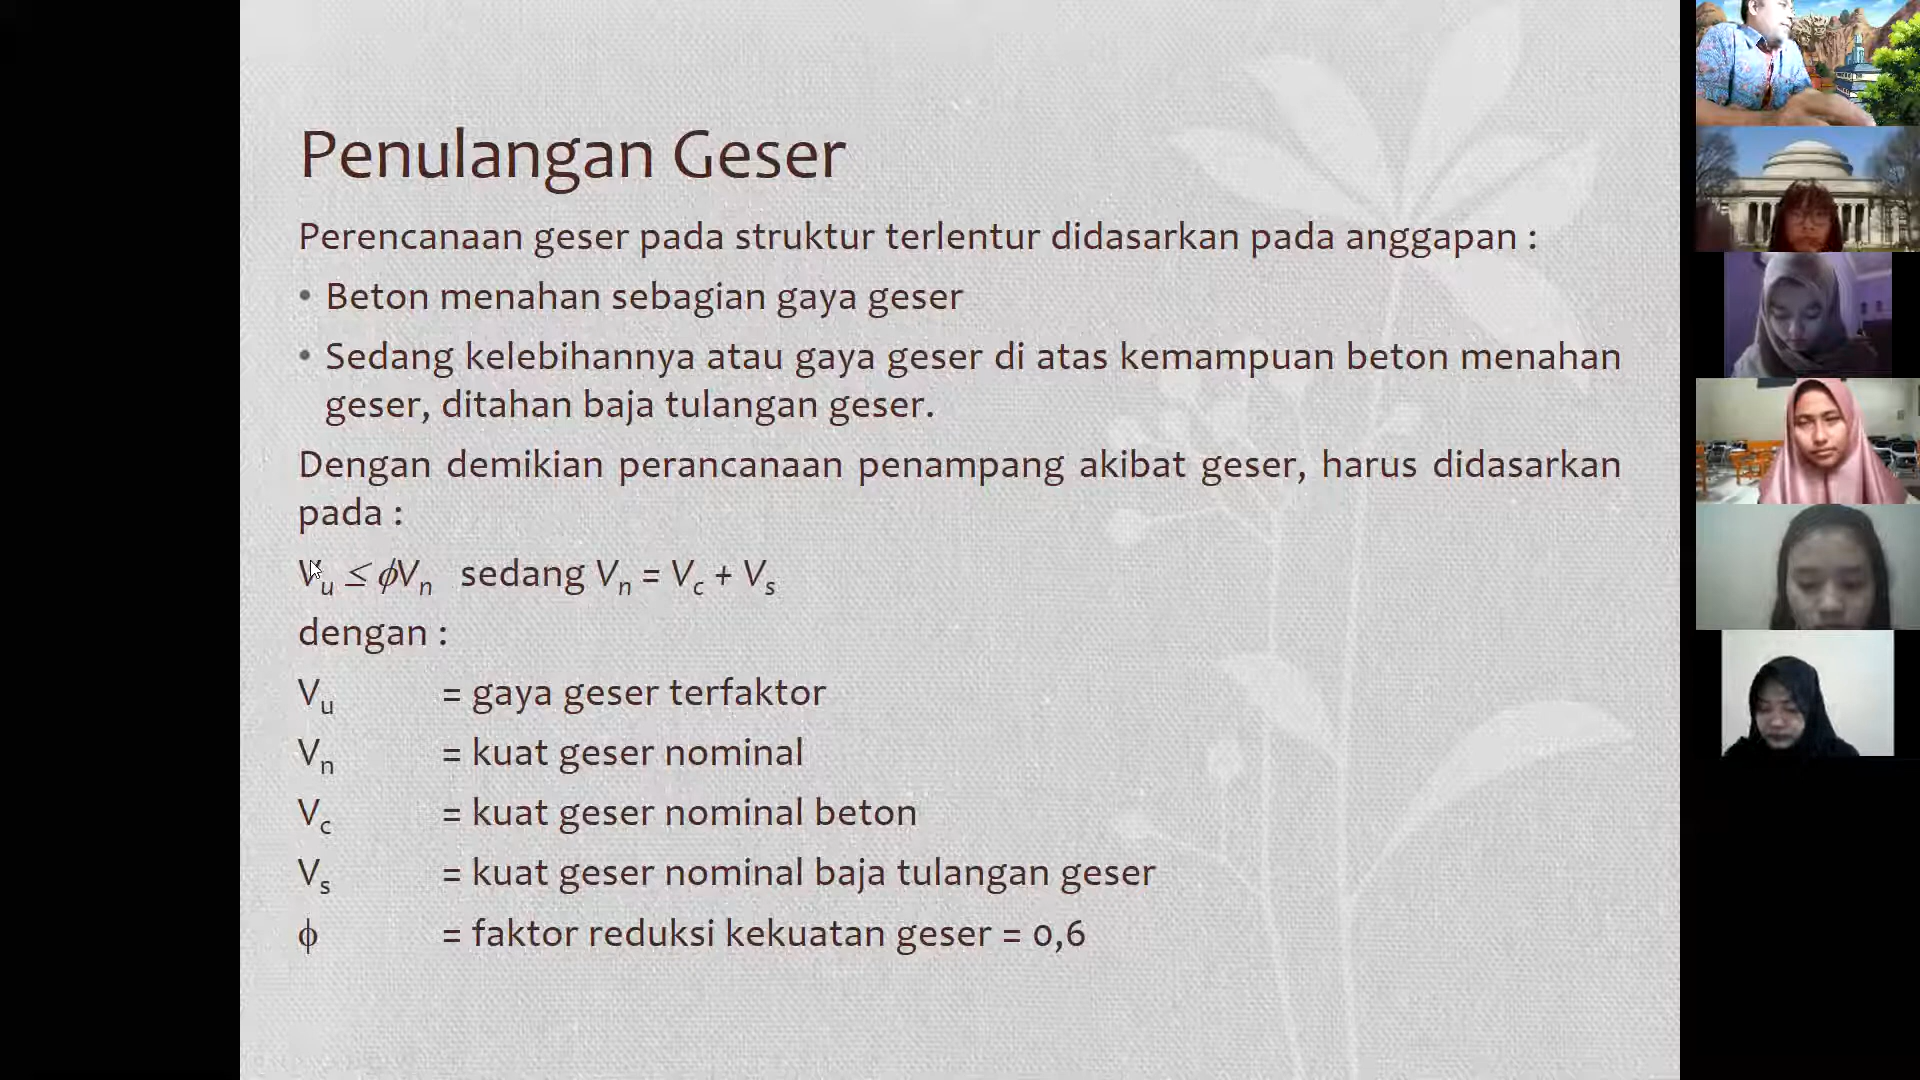 Penulangan Geser
Perencanaan geser pada struktur terlentur didasarkan pada anggapan :
• Beton menahan sebagian gaya geser
• Sedang kelebihannya atau gaya geser di atas kemampuan beton menahan
geser, ditahan baja tulangan geser.
Dengan demikian perancanaan penampang akibat geser, harus didasarkan
pada :
Vu ≤ ϕVn sedang Vn = Vc + Vs
dengan :
Vu = gaya geser terfaktor
Vn = kuat geser nominal
Vc = kuat geser nominal beton
Vs = kuat geser nominal baja tulangan geser
ϕ = faktor reduksi kekuatan geser = 0,6